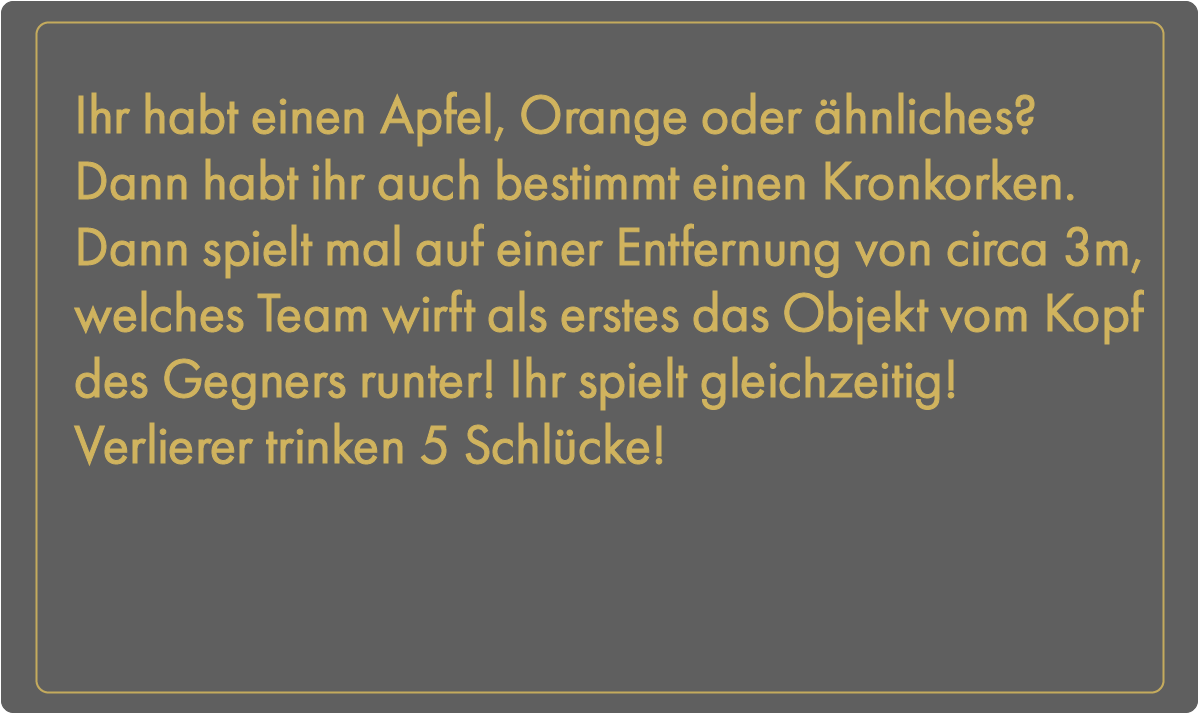 Ihr habt einen Apfel, Orange oder ähnliches?
Dann habt ihr auch bestimmt einen Kronkorken.
Dann spielt mal auf einer Entfernung von circa 3m,
welches Team wirft als erstes das Objekt vom Kopf
des Gegners runter! Ihr spielt gleichzeitig!
Verlierer trinken 5 Schlücke!